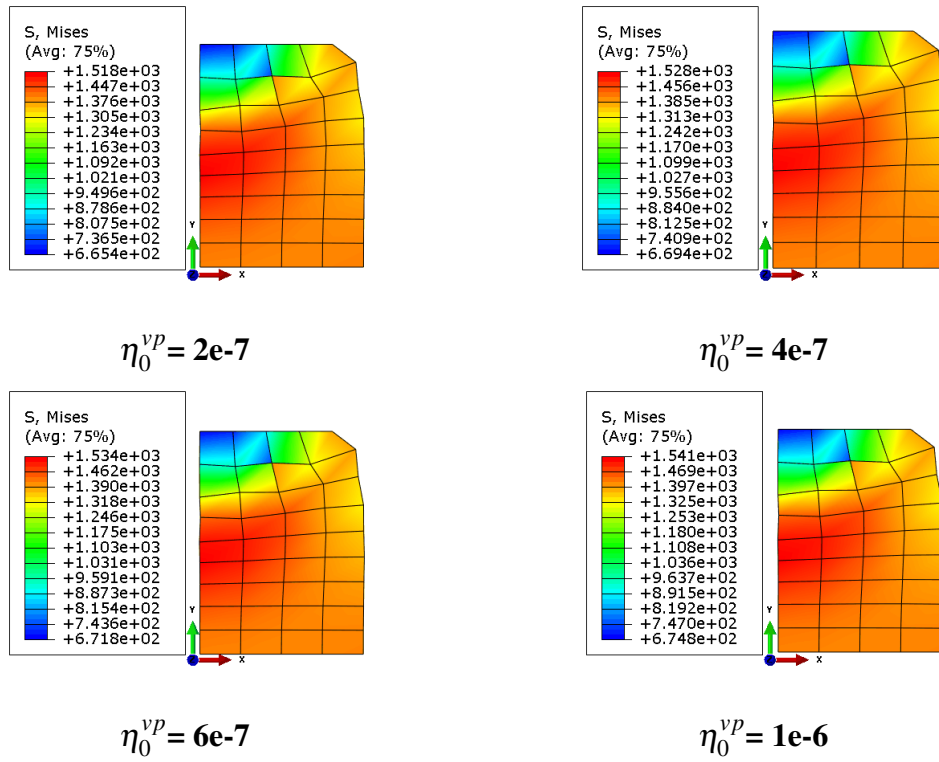 S, Mises
(Avg: 75%)
+1.518e+03
+1.447e+03
+1.376e+03
+1.305e+03
+1.234e+03
+1.163e+03
+1.092e+03
+1.021e+03
+9.496e+02
+8.786e+02
+8.075e+02
+7.365e+02
+6.654e+02
Y
Z
X
η₀^{vp} = 2e-7
S, Mises
(Avg: 75%)
+1.528e+03
+1.456e+03
+1.385e+03
+1.313e+03
+1.242e+03
+1.170e+03
+1.099e+03
+1.027e+03
+9.556e+02
+8.840e+02
+8.125e+02
+7.409e+02
+6.694e+02
Y
Z
X
η₀^{vp} = 4e-7
S, Mises
(Avg: 75%)
+1.534e+03
+1.462e+03
+1.390e+03
+1.318e+03
+1.246e+03
+1.175e+03
+1.103e+03
+1.031e+03
+9.591e+02
+8.873e+02
+8.154e+02
+7.436e+02
+6.718e+02
Y
Z
X
η₀^{vp} = 6e-7
S, Mises
(Avg: 75%)
+1.541e+03
+1.469e+03
+1.397e+03
+1.325e+03
+1.253e+03
+1.180e+03
+1.108e+03
+1.036e+03
+9.637e+02
+8.915e+02
+8.192e+02
+7.470e+02
+6.748e+02
Y
Z
X
η₀^{vp} = 1e-6